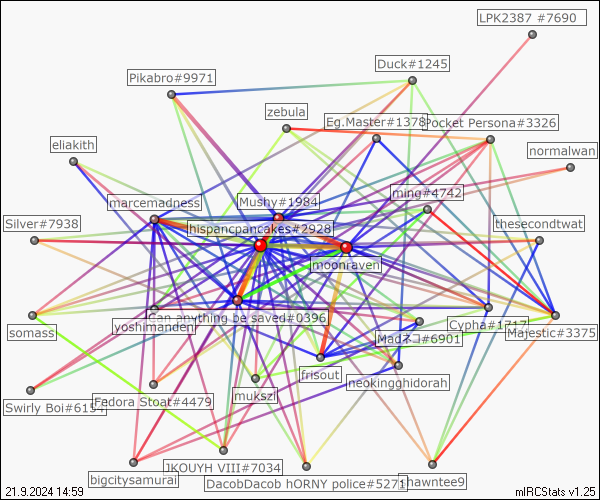 LPK2387 #7690
Duck#1245
Pikabro#9971
zebula
Eg.Master#1378
Pocket Persona#3326
eliakith
normalwan
ming#4742
marcemadness
Mushy#1984
Silver#7938
hispancpancakes#2928
thesecondtwat
moonraven
Can anything be saved#0396
yoshimanden
somass
Cypha#1717
Majestic#3375
Madネコ#6901
frisout
neokingghidorah
mukszi
Fedora Stoat#4479
Swirly Boi#6154
JKOUYH VIII#7034
bigcitysamurai
DacobDacob hORNY police#5271
shawntee9
21.9.2024 14:59
mIRCStats v1.25